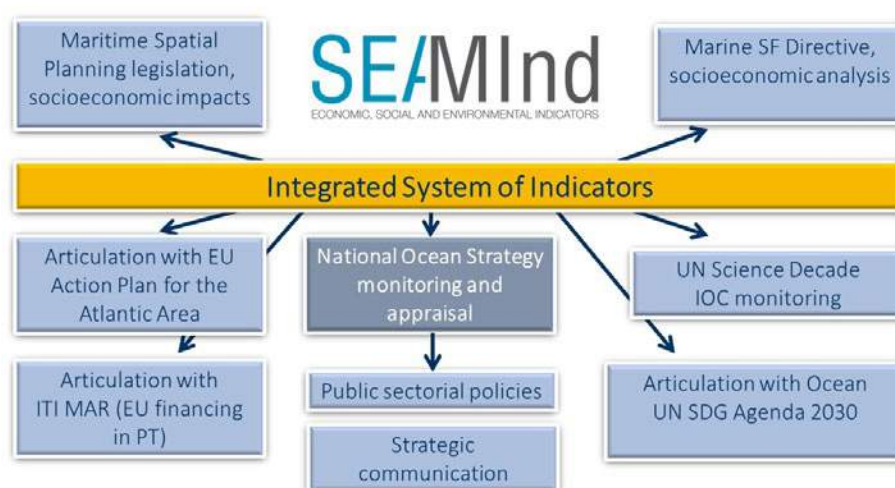 Maritime Spatial
Planning legislation,
socioeconomic impacts
SEAMInd
ECONOMIC, SOCIAL AND ENVIRONMENTAL INDICATORS
Marine SF Directive,
socioeconomic analysis
Integrated System of Indicators
Articulation with EU
Action Plan for the
Atlantic Area
National Ocean Strategy
monitoring and
appraisal
UN Science Decade
IOC monitoring
Articulation with
ITI MAR (EU financing
in PT)
Public sectorial policies
Strategic
communication
Articulation with Ocean
UN SDG Agenda 2030